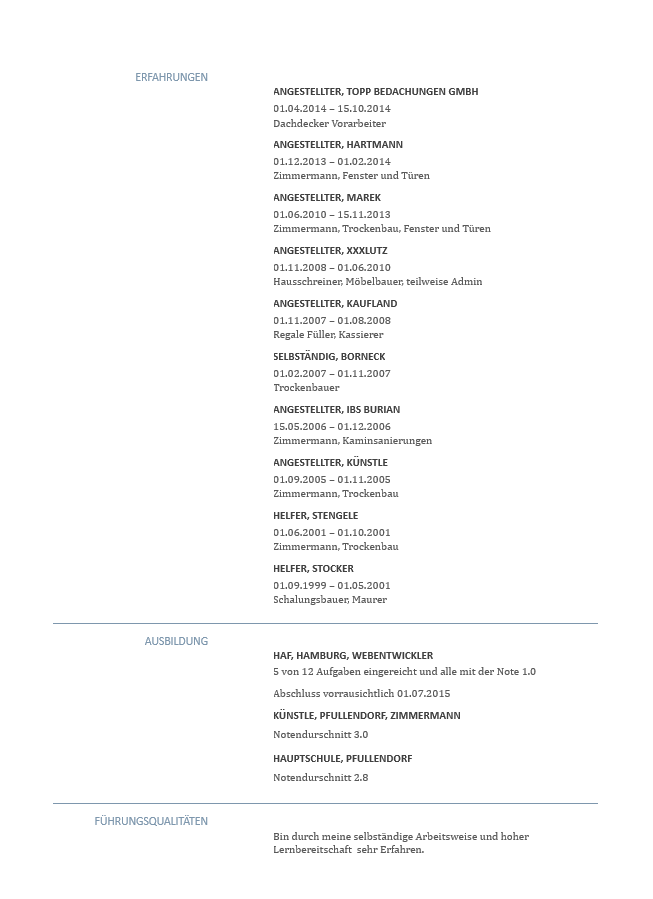 ERFAHRUNGEN
ANGESTELLTER, TOPP BEDACHUNGEN GMBH
01.04.2014 – 15.10.2014
Dachdecker Vorarbeiter
ANGESTELLTER, HARTMANN
01.12.2013 – 01.02.2014
Zimmermann, Fenster und Türen
ANGESTELLTER, MAREK
01.06.2010 – 15.11.2013
Zimmermann, Trockenbau, Fenster und Türen
ANGESTELLTER, XXXLUTZ
01.11.2008 – 01.06.2010
Hausschreiner, Möbelbauer, teilweise Admin
ANGESTELLTER, KAUFLAND
01.11.2007 – 01.08.2008
Regale Füller, Kassierer
SELBSTÄNDIG, BORNECK
01.02.2007 – 01.11.2007
Trockenbauer
ANGESTELLTER, IBS BURIAN
15.05.2006 – 01.12.2006
Zimmermann, Kaminsanierungen
ANGESTELLTER, KÜNSTLE
01.09.2005 – 01.11.2005
Zimmermann, Trockenbau
HELFER, STENGELE
01.06.2001 – 01.10.2001
Zimmermann, Trockenbau
HELFER, STOCKER
01.09.1999 – 01.05.2001
Schalungsbauer, Maurer
AUSBILDUNG
HAF, HAMBURG, WEBENTWICKLER
5 von 12 Aufgaben eingereicht und alle mit der Note 1.0
Abschluss vorrausichtlich 01.07.2015
KÜNSTLE, PFULLENDORF, ZIMMERMANN
Notendurschnitt 3.0
HAUPTSCHULE, PFULLENDORF
Notendurschnitt 2.8
FÜHRUNGSQUALITÄTEN
Bin durch meine selbständige Arbeitsweise und hoher
Lernbereitschaft  sehr Erfahren.